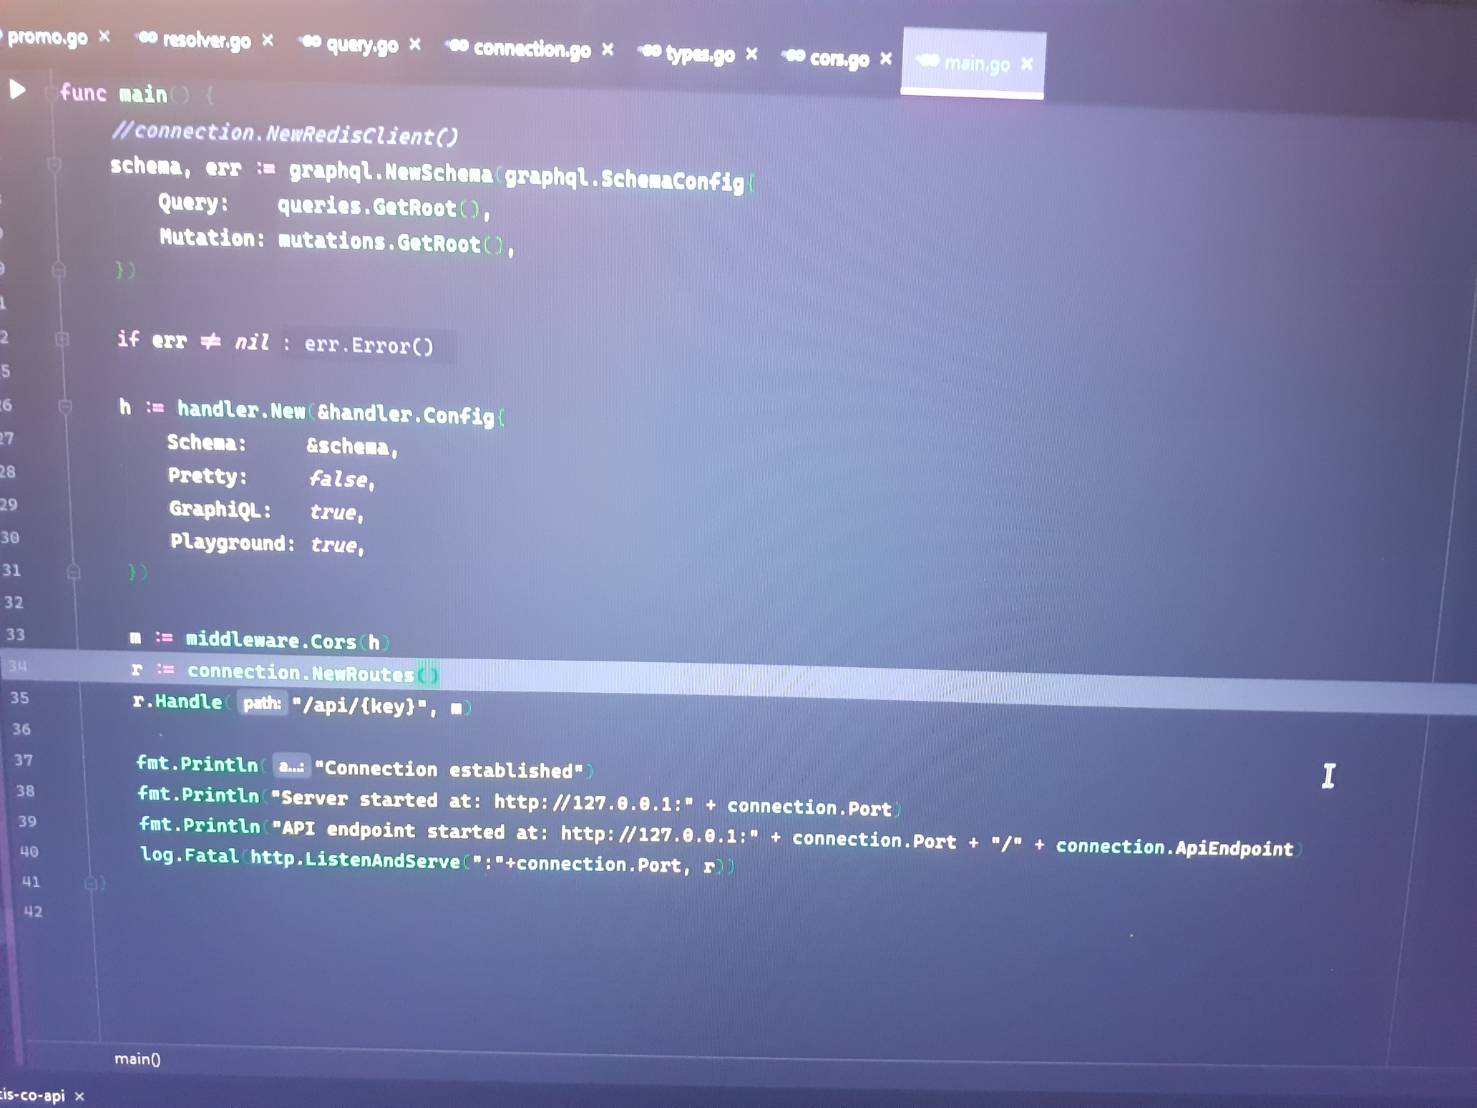 promo.go × resolver.go × query.go × connection.go × types.go × cors.go × main.go ×
func main() {
//connection.NewRedisClient()
schema, err := graphql.NewSchema(graphql.SchemaConfig{
Query: queries.GetRoot(),
Mutation: mutations.GetRoot(),
})
if err ≠ nil : err.Error()
h := handler.New(&handler.Config{
Schema: &schema,
27
Pretty: false,
28
GraphiQL: true,
29
Playground: true,
30
31 })
32
33 m := middleware.Cors(h)
34 r := connection.NewRoutes()
35 r.Handle( path: "/api/{key}", m)
36
37 fmt.Println( a...: "Connection established")
38 fmt.Println("Server started at: http://127.0.0.1:" + connection.Port)
39 fmt.Println("API endpoint started at: http://127.0.0.1:" + connection.Port + "/" + connection.ApiEndpoint)
40 log.Fatal(http.ListenAndServe(":"+connection.Port, r))
41 }
42
main()
is-co-api ×